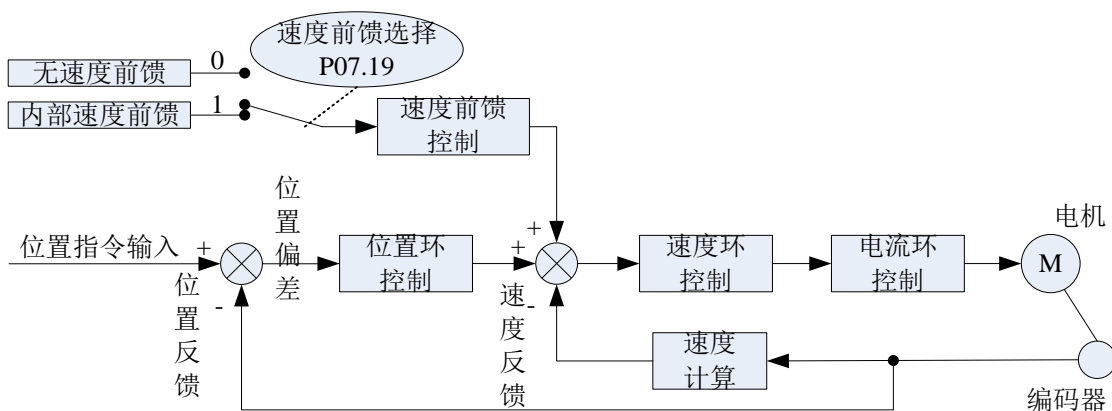 速度前馈选择
P07.19
无速度前馈
0
内部速度前馈
1
速度前馈
控制
位置指令输入
+
-
位置反馈
位置偏差
位置环
控制
+
+
-
速度反馈
速度环
控制
电流环
控制
电机
M
速度
计算
编码器